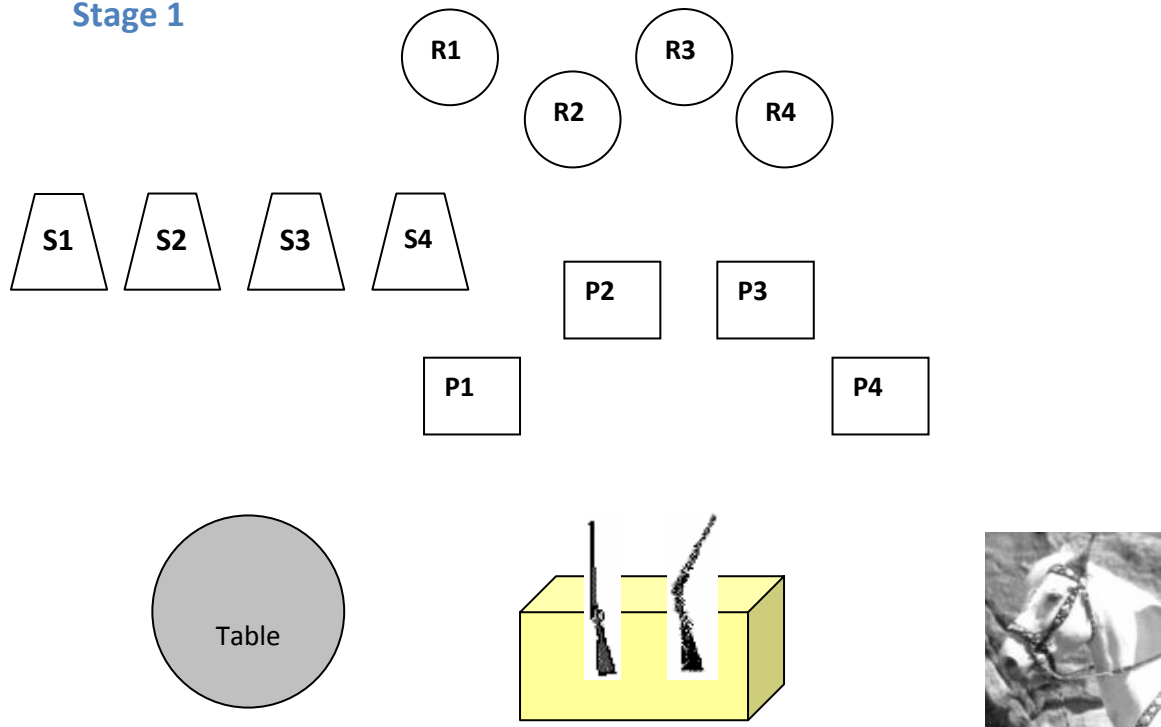 Stage 1
R1
R3
R2
R4
S1 S2 S3 S4
P2 P3
P1 P4
Table